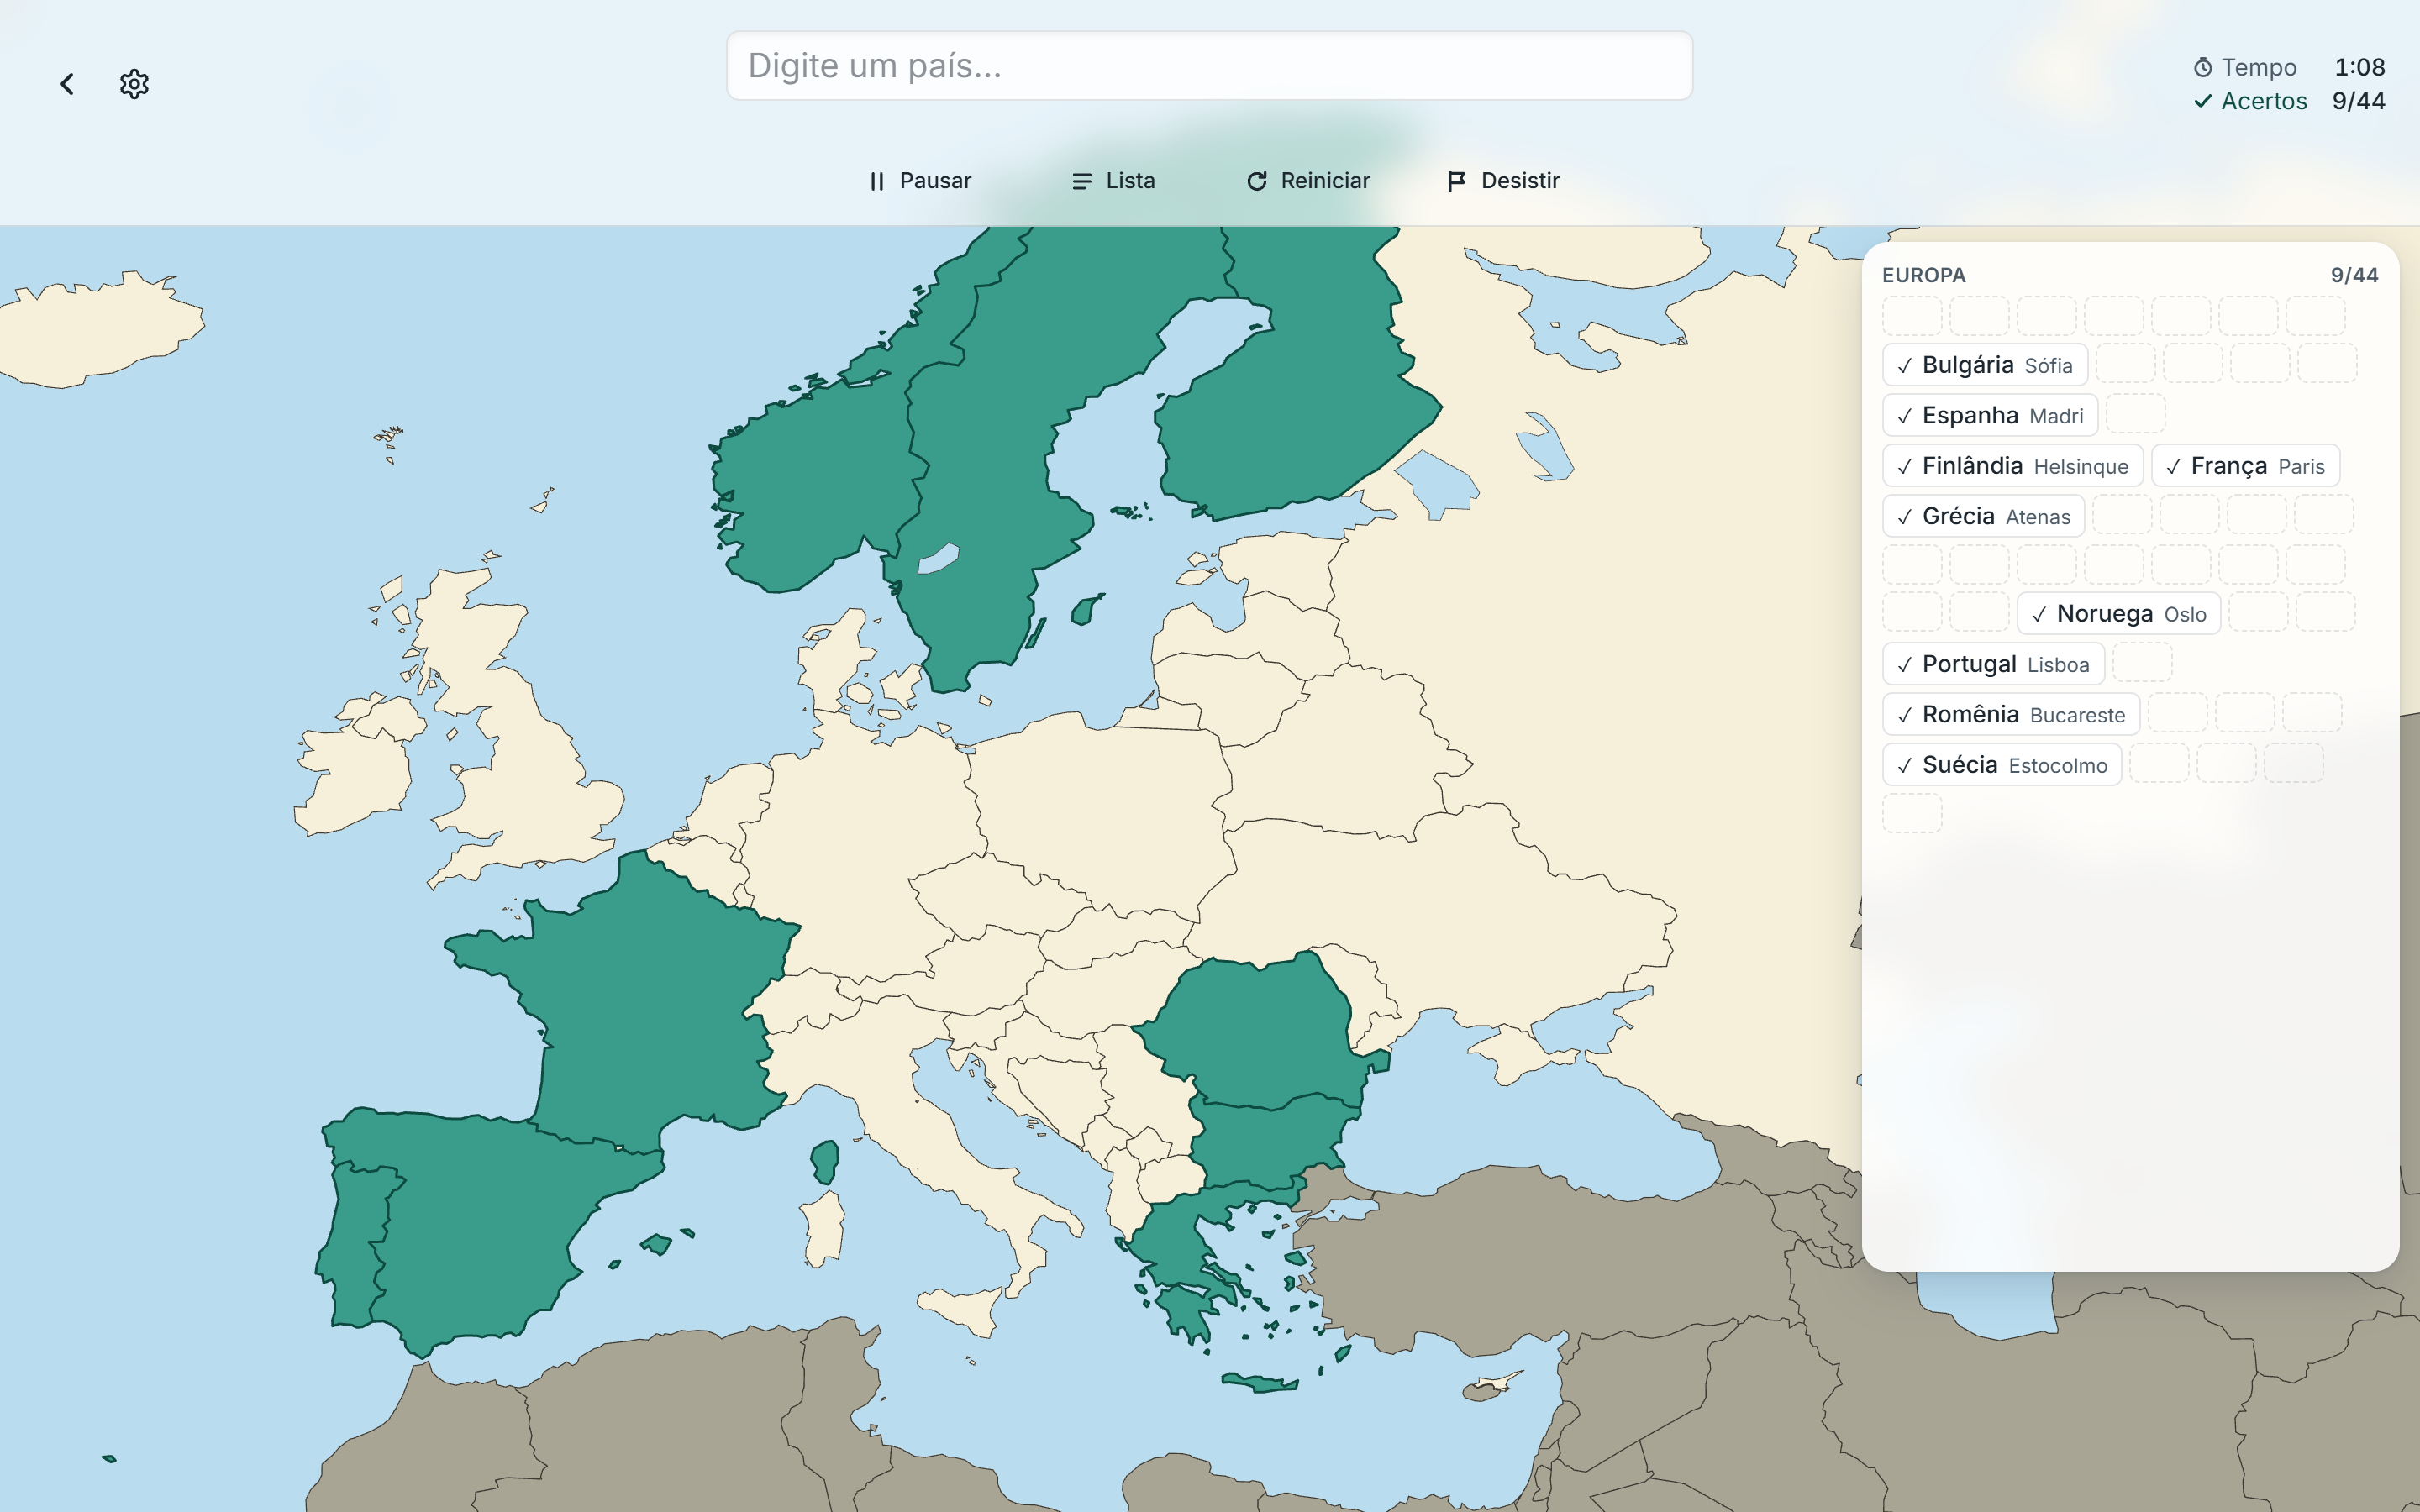 Digite um país...
Tempo 1:08
Acertos 9/44
Pausar Lista Reiniciar Desistir
EUROPA 9/44
✓ Bulgária Sófia
✓ Espanha Madri
✓ Finlândia Helsinque ✓ França Paris
✓ Grécia Atenas
✓ Noruega Oslo
✓ Portugal Lisboa
✓ Romênia Bucareste
✓ Suécia Estocolmo